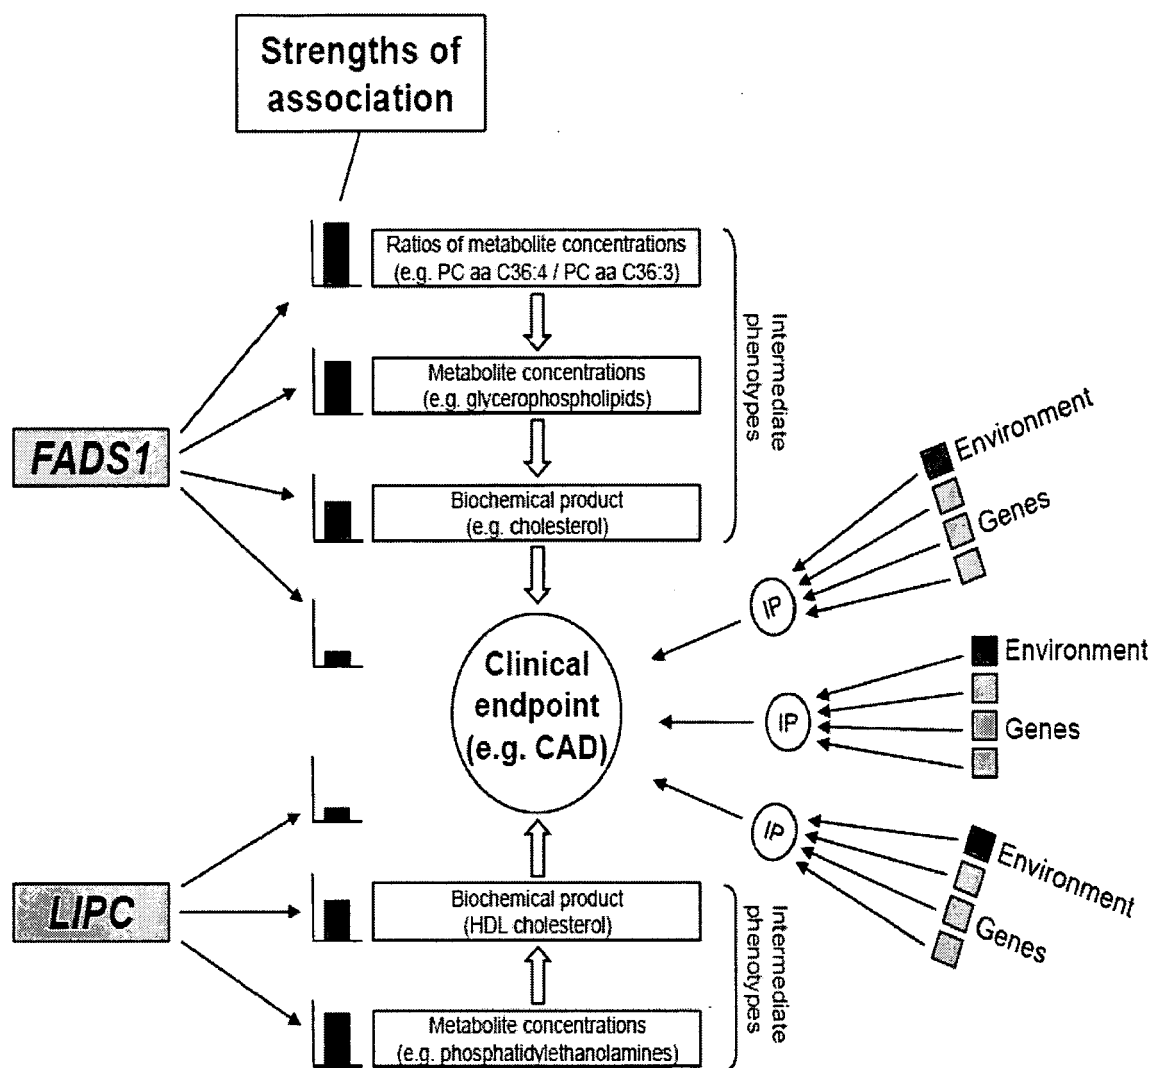 Strengths of
association
Ratios of metabolite concentrations
(e.g. PC aa C36:4 / PC aa C36:3)
Intermediate
phenotypes
Metabolite concentrations
(e.g. glycerophospholipids)
FADS1
Biochemical product
(e.g. cholesterol)
Environment
Genes
IP
Clinical
endpoint
(e.g. CAD)
Environment
IP
Genes
IP
Environment
Genes
LIPC
Biochemical product
(HDL cholesterol)
Intermediate
phenotypes
Metabolite concentrations
(e.g. phosphatidylethanolamines)